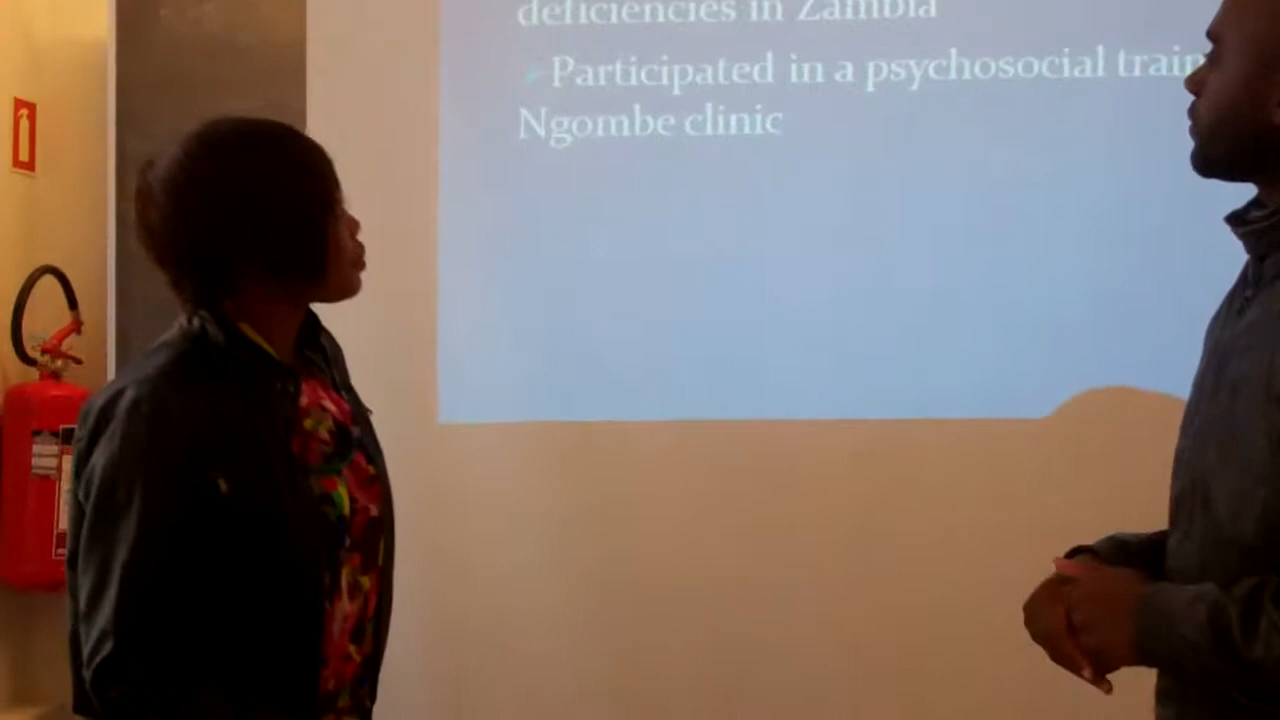 deficiencies in Zambia
Participated in a psychosocial train
Ngombe clinic